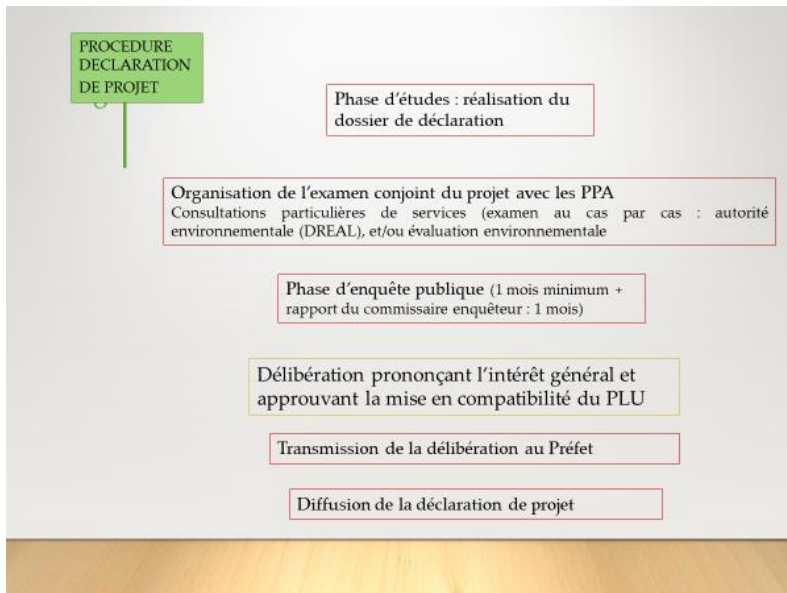 PROCEDURE
DECLARATION
DE PROJET
Phase d'études : réalisation du
dossier de déclaration
Organisation de l'examen conjoint du projet avec les PPA
Consultations particulières de services (examen au cas par cas : autorité
environnementale (DREAL), et/ou évaluation environnementale
Phase d'enquête publique (1 mois minimum +
rapport du commissaire enquêteur : 1 mois)
Délibération prononçant l'intérêt général et
approuvant la mise en compatibilité du PLU
Transmission de la délibération au Préfet
Diffusion de la déclaration de projet